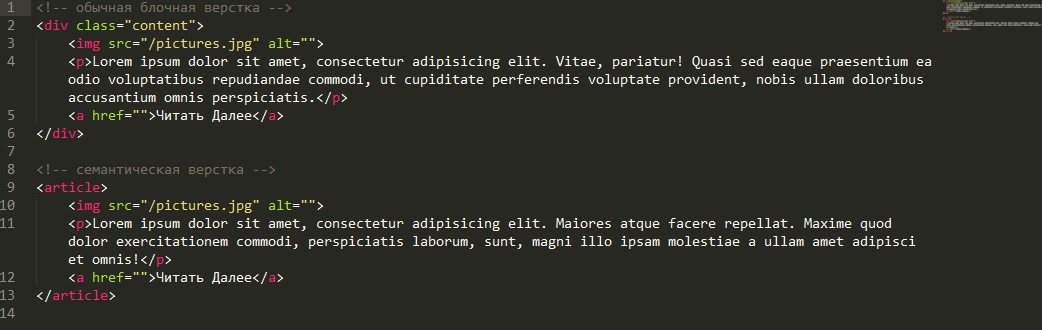 1 <!-- обычная блочная верстка -->
2 <div class="content">
3 <img src="/pictures.jpg" alt="">
4 <p>Lorem ipsum dolor sit amet, consectetur adipisicing elit. Vitae, pariatur! Quasi sed eaque praesentium ea
odio voluptatibus repudiandae commodi, ut cupiditate perferendis voluptate provident, nobis ullam doloribus
accusantium omnis perspiciatis.</p>
5 <a href="">Читать Далее</a>
6 </div>
7
8 <!-- семантическая верстка -->
9 <article>
10 <img src="/pictures.jpg" alt="">
11 <p>Lorem ipsum dolor sit amet, consectetur adipisicing elit. Maiores atque facere repellat. Maxime quod
dolor exercitationem commodi, perspiciatis laborum, sunt, magni illo ipsam molestiae a ullam amet adipisci
et omnis!</p>
12 <a href="">Читать Далее</a>
13 </article>
14